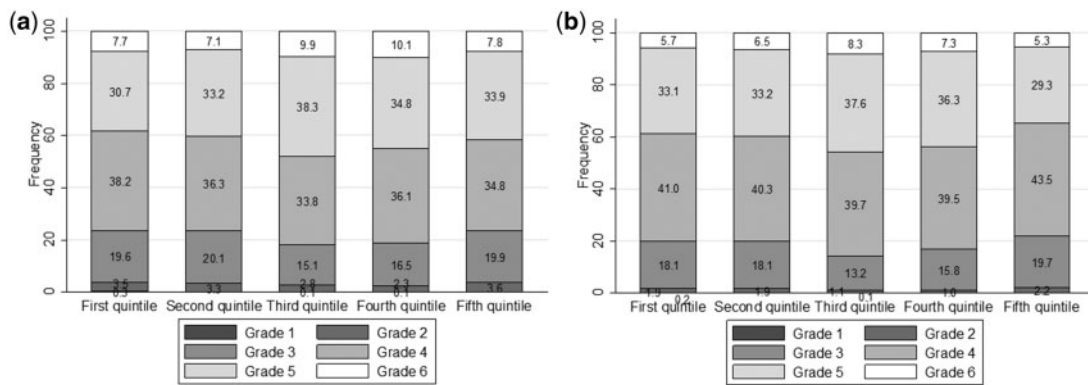 (a)
Frequency
100
80
60
40
20
0
7.7 7.1 9.9 10.1 7.8
30.7 33.2 38.3 34.8 33.9
38.2 36.3 33.8 36.1 34.8
19.6 20.1 15.1 16.5 19.9
3.5 3.3 2.8 2.3 3.6
0.3 0.1 0.1
First quintile Second quintile Third quintile Fourth quintile Fifth quintile
Grade 1 Grade 2
Grade 3 Grade 4
Grade 5 Grade 6
(b)
Frequency
100
80
60
40
20
0
5.7 6.5 8.3 7.3 5.3
33.1 33.2 37.6 36.3 29.3
41.0 40.3 39.7 39.5 43.5
18.1 18.1 13.2 15.8 19.7
1.9 1.9 1.1 1.0 2.2
0.2 0.1
First quintile Second quintile Third quintile Fourth quintile Fifth quintile
Grade 1 Grade 2
Grade 3 Grade 4
Grade 5 Grade 6